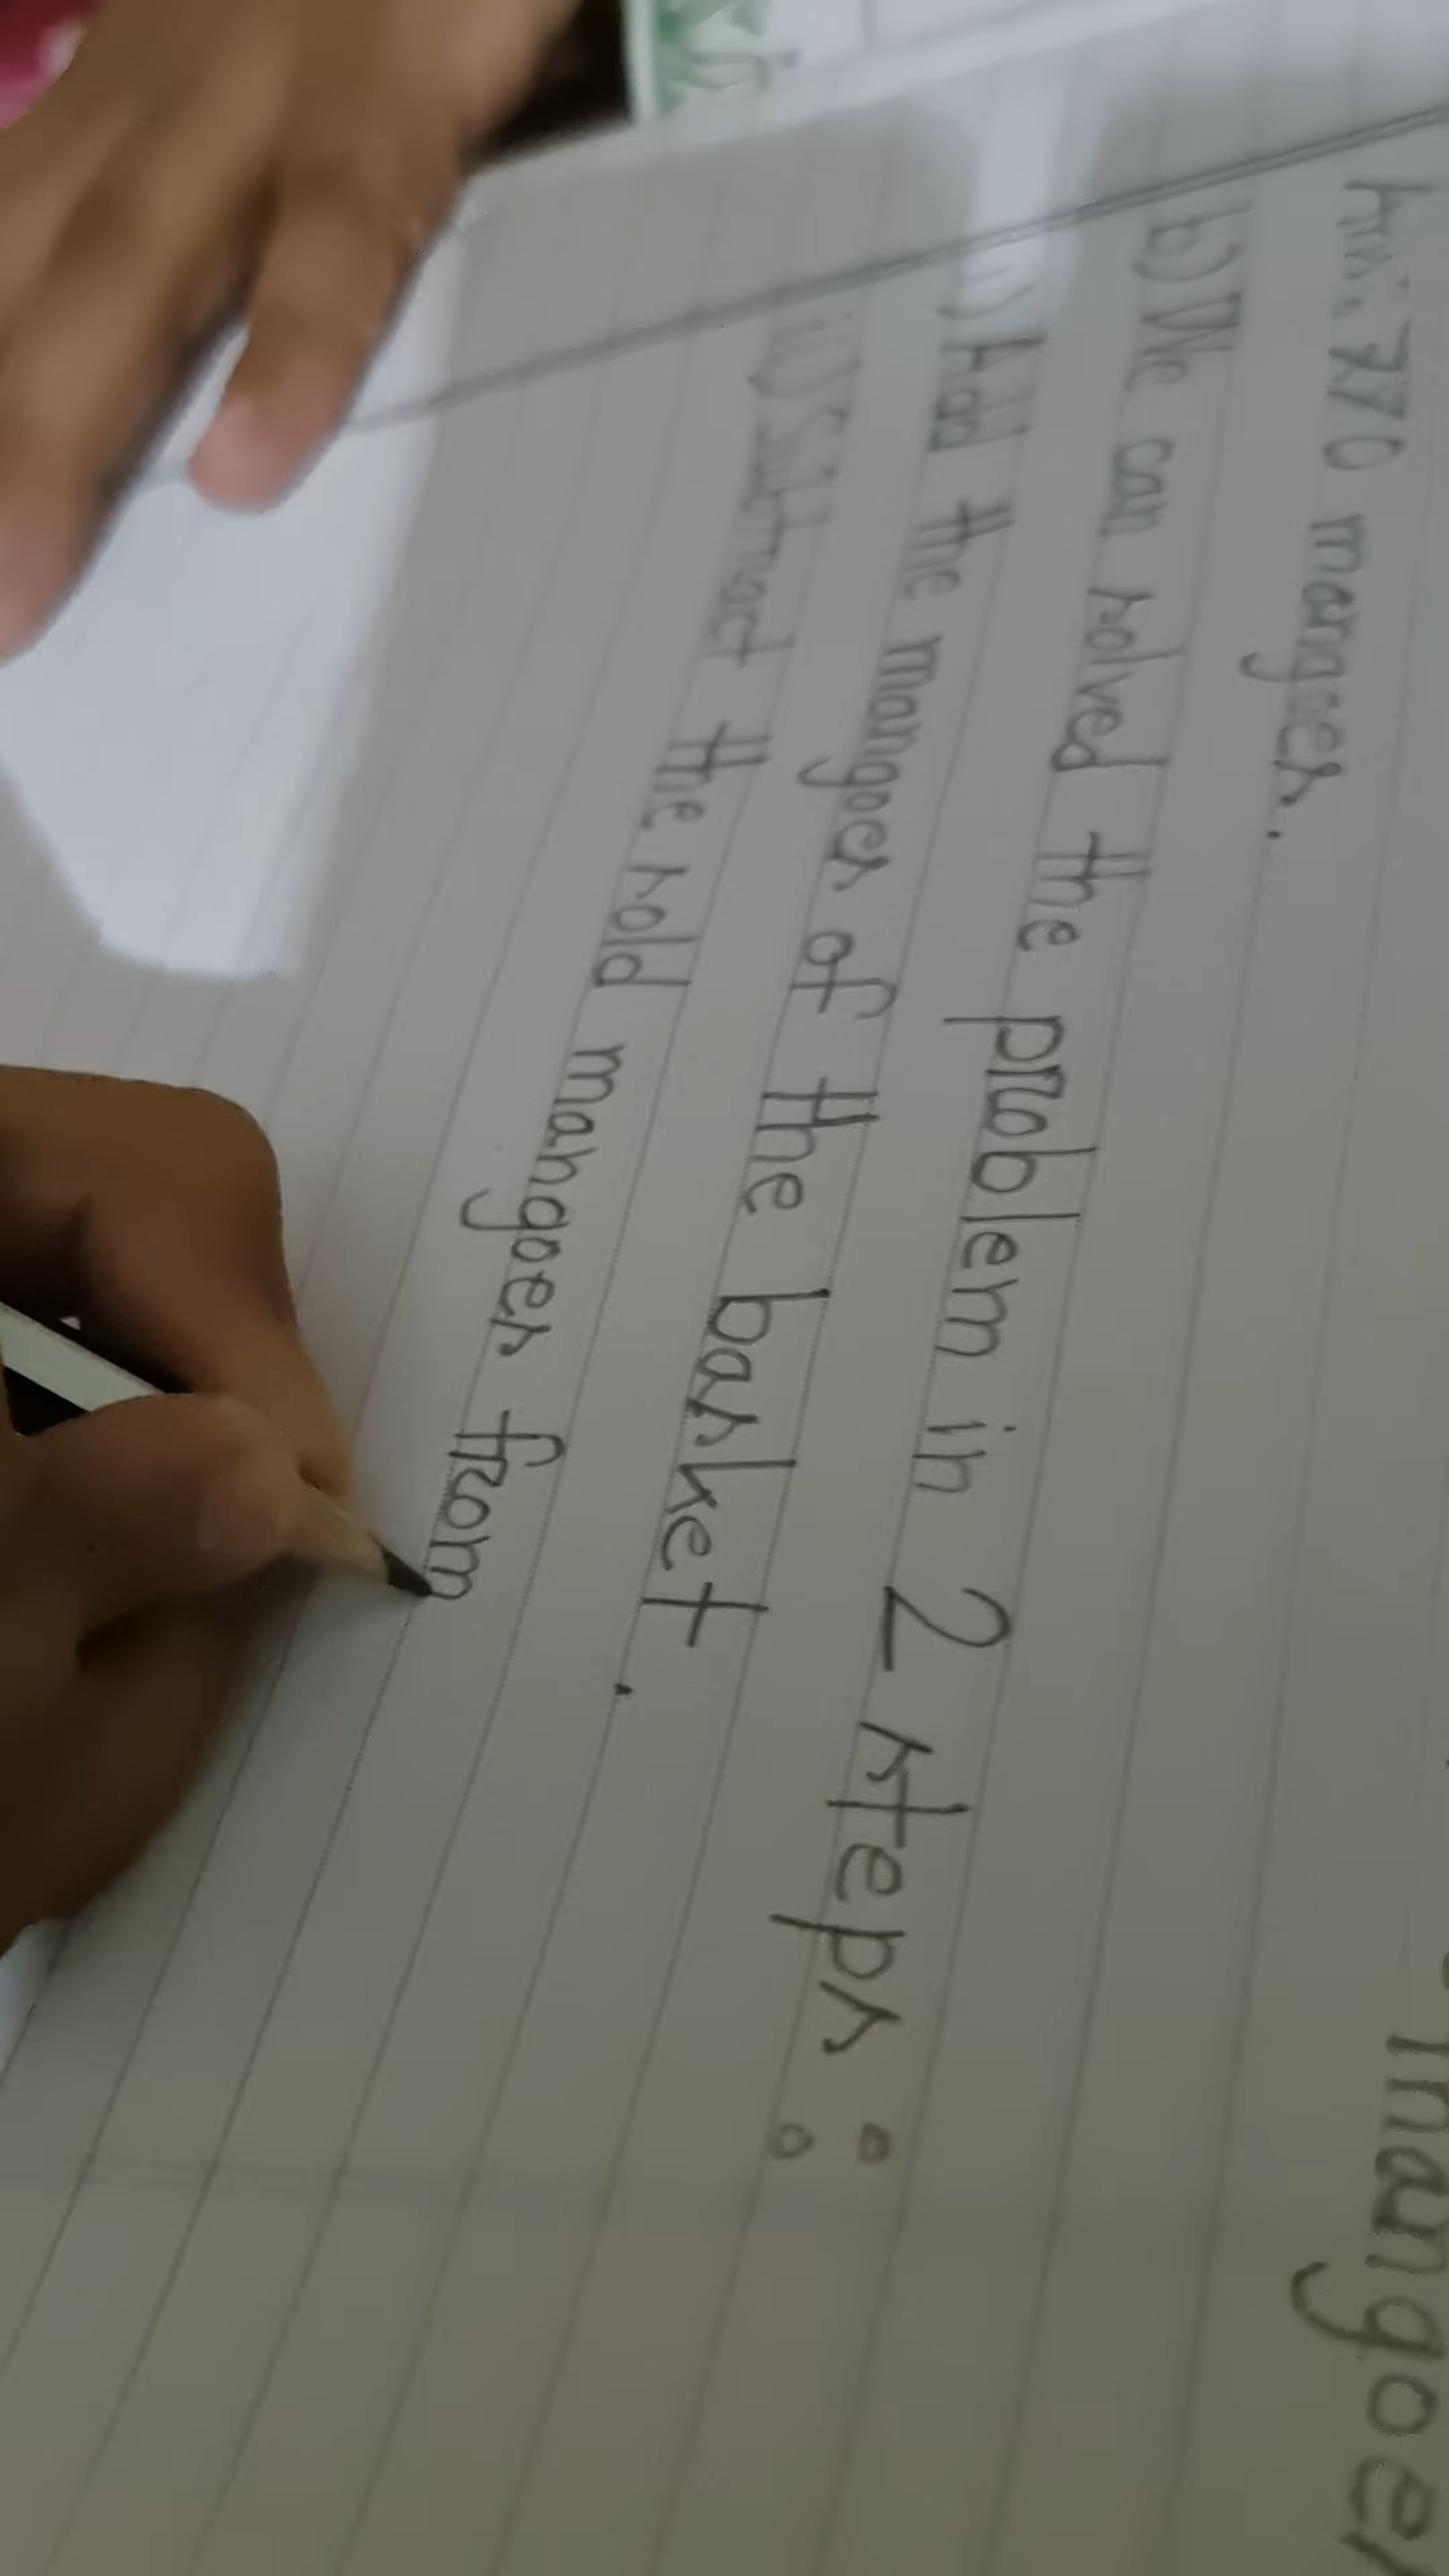 mangoes
Ans: 770 mangoes.
b) We can solved the problem in 2 steps :
i) Add the mangoes of the basket.
ii) Subtract the sold mangoes from